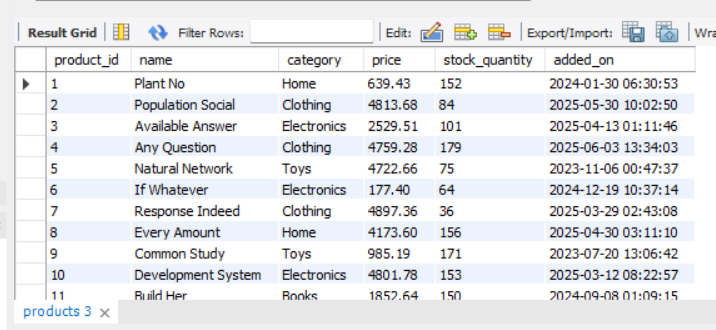 Result Grid Filter Rows: Edit: Export/Import: Wra
product_id name category price stock_quantity added_on
1 Plant No Home 639.43 152 2024-01-30 06:30:53
2 Population Social Clothing 4813.68 84 2025-05-30 10:02:50
3 Available Answer Electronics 2529.51 101 2025-04-13 01:11:46
4 Any Question Clothing 4759.28 179 2025-06-03 13:34:03
5 Natural Network Toys 4722.66 75 2023-11-06 00:47:37
6 If Whatever Electronics 177.40 64 2024-12-19 10:37:14
7 Response Indeed Clothing 4897.36 36 2025-03-29 02:43:08
8 Every Amount Home 4173.60 156 2025-04-30 03:11:10
9 Common Study Toys 985.19 171 2023-07-20 13:06:42
10 Development System Electronics 4801.78 153 2025-03-12 08:22:57
11 Build Her Books 1852.64 150 2024-09-08 01:09:15
products 3